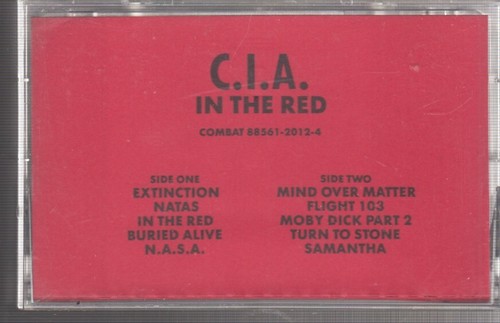 C.I.A.
IN THE RED
COMBAT 88561-2012-4
SIDE ONE
EXTINCTION
NATAS
IN THE RED
BURIED ALIVE
N.A.S.A.
SIDE TWO
MIND OVER MATTER
FLIGHT 103
MOBY DICK PART 2
TURN TO STONE
SAMANTHA